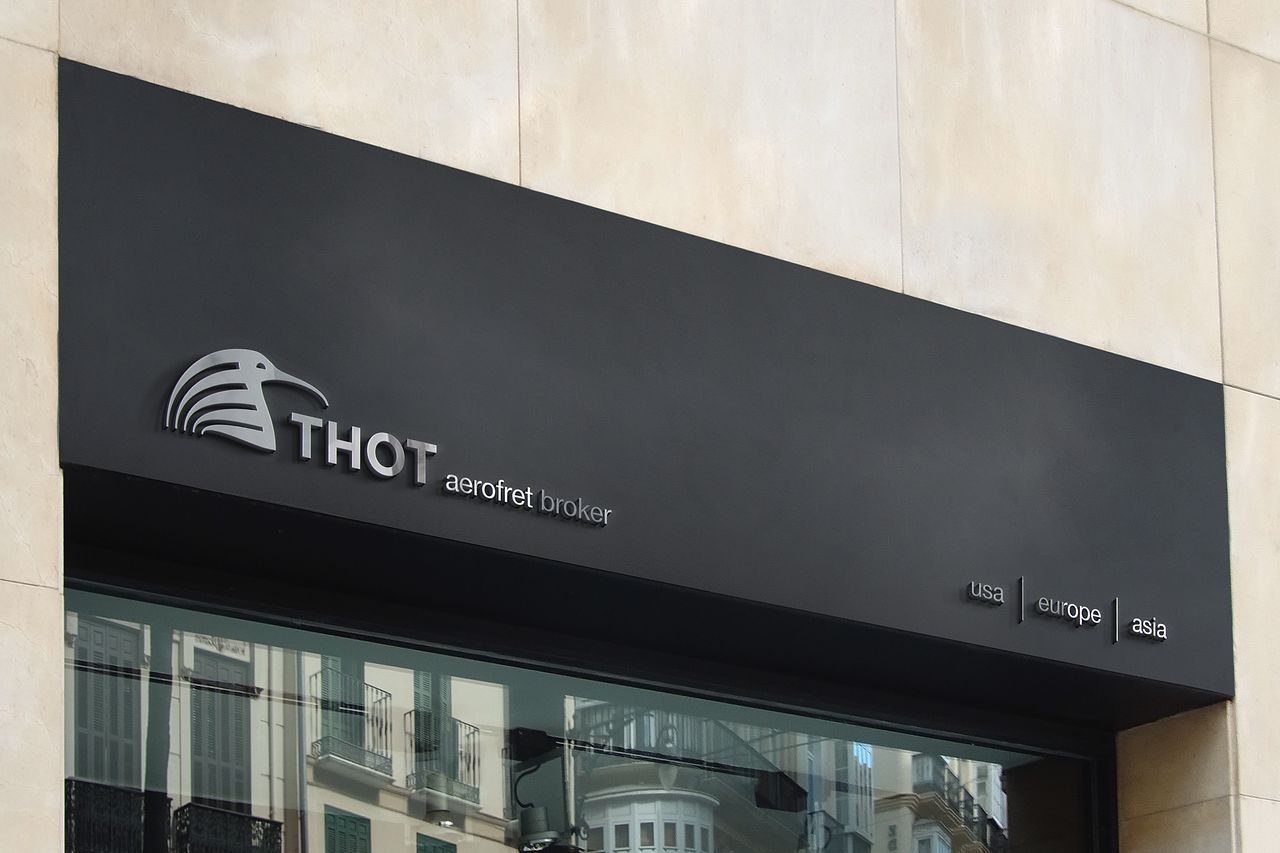 THOT aerofret broker
usa | europe | asia